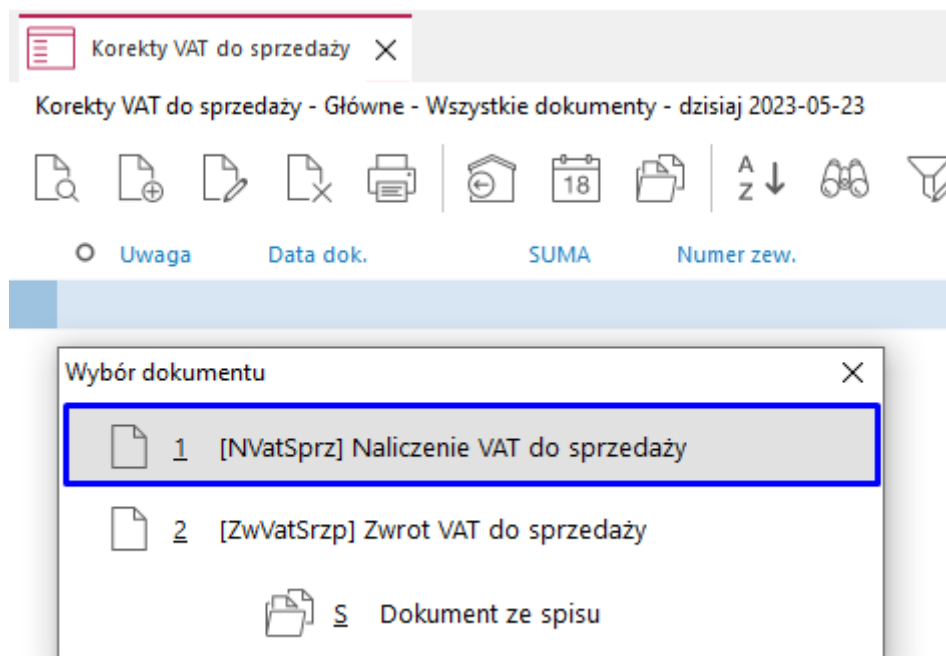 Korekty VAT do sprzedaży
Korekty VAT do sprzedaży - Główne - Wszystkie dokumenty - dzisiaj 2023-05-23
18 A Z
Uwaga Data dok. SUMA Numer zew.
Wybór dokumentu
1 [NVatSprz] Naliczenie VAT do sprzedaży
2 [ZwVatSrzp] Zwrot VAT do sprzedaży
S Dokument ze spisu